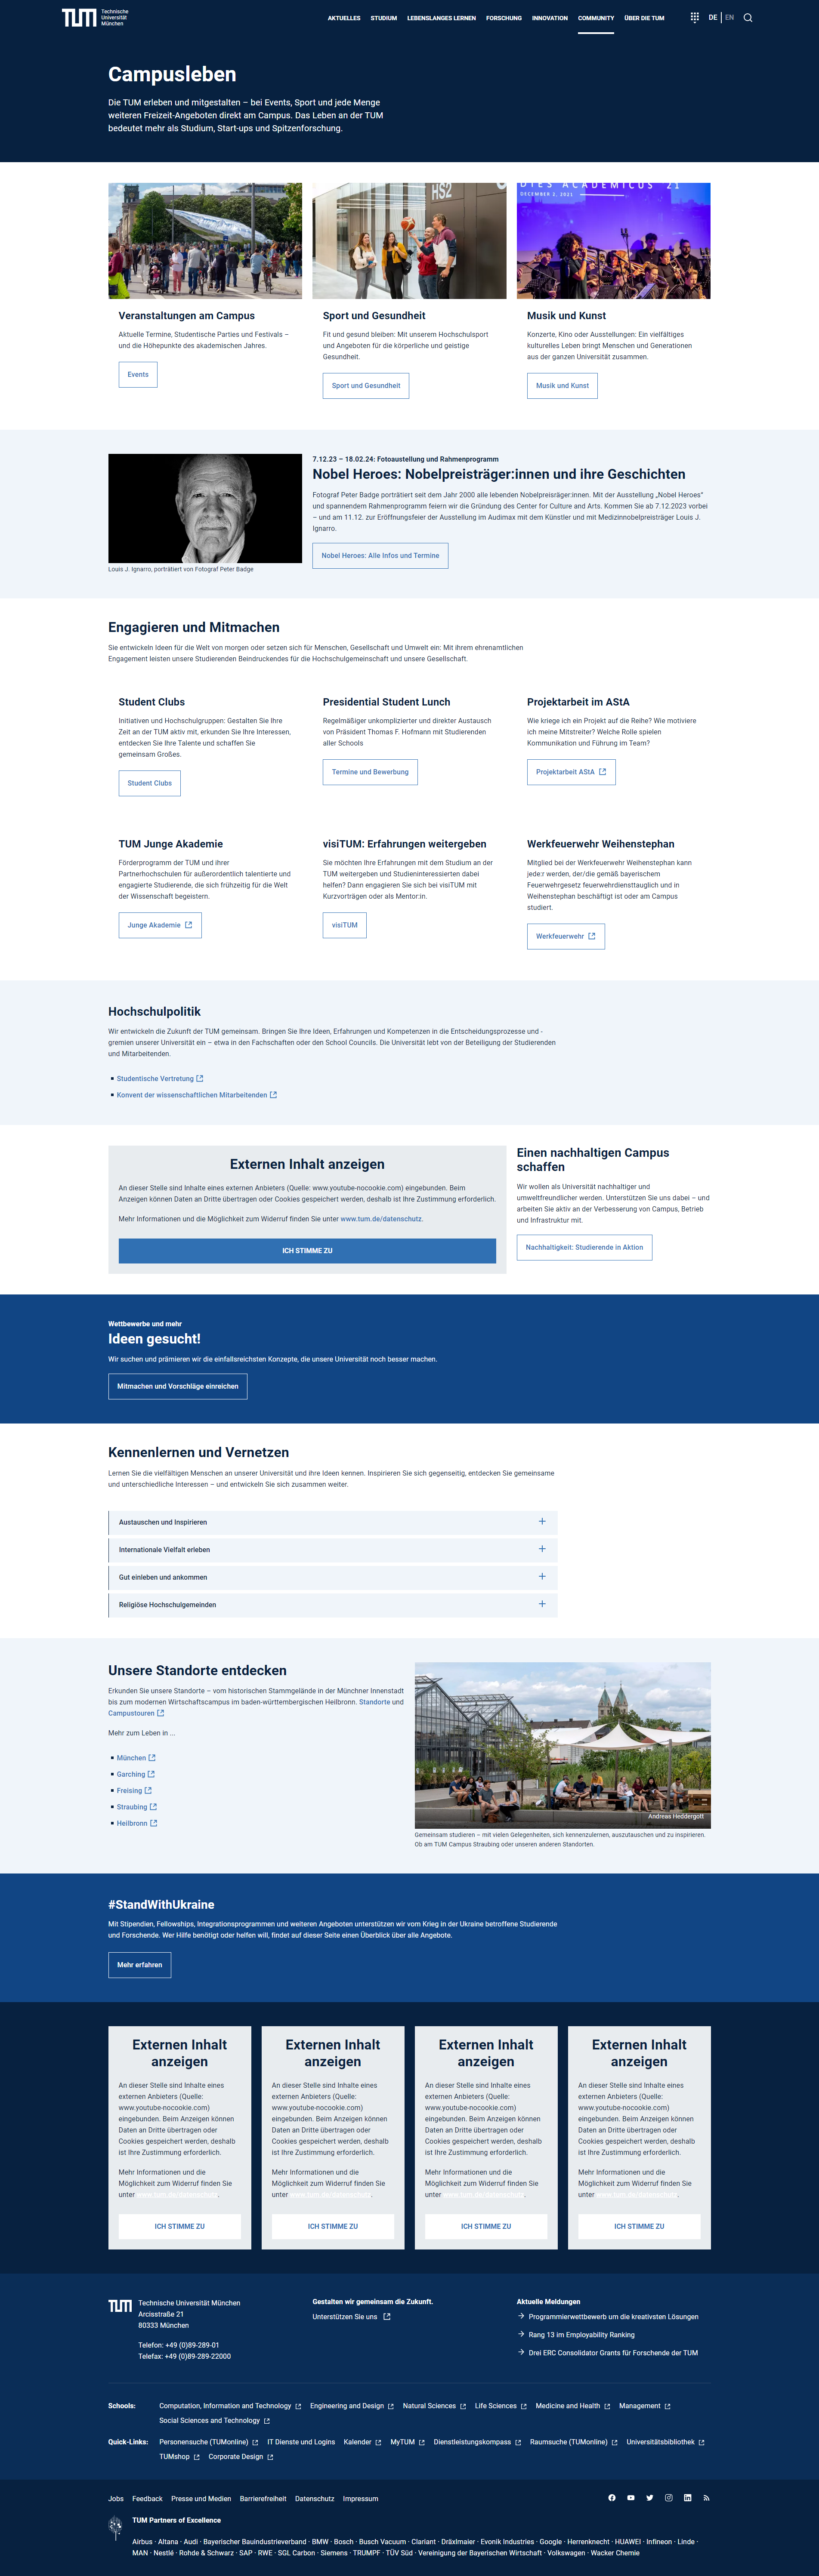 TUM Technische
Universität
München
AKTUELLES STUDIUM LEBENSLANGES LERNEN FORSCHUNG INNOVATION COMMUNITY ÜBER DIE TUM DE EN
Campusleben
Die TUM erleben und mitgestalten – bei Events, Sport und jede Menge
weiteren Freizeit-Angeboten direkt am Campus. Das Leben an der TUM
bedeutet mehr als Studium, Start-ups und Spitzenforschung.
HS2
DIES ACADEMICUS 21
DECEMBER 2, 2021
Veranstaltungen am Campus
Aktuelle Termine, Studentische Parties und Festivals –
und die Höhepunkte des akademischen Jahres.
Events
Sport und Gesundheit
Fit und gesund bleiben: Mit unserem Hochschulsport
und Angeboten für die körperliche und geistige
Gesundheit.
Sport und Gesundheit
Musik und Kunst
Konzerte, Kino oder Ausstellungen: Ein vielfältiges
kulturelles Leben bringt Menschen und Generationen
aus der ganzen Universität zusammen.
Musik und Kunst
Louis J. Ignarro, porträtiert von Fotograf Peter Badge
7.12.23 – 18.02.24: Fotoaustellung und Rahmenprogramm
Nobel Heroes: Nobelpreisträger:innen und ihre Geschichten
Fotograf Peter Badge porträtiert seit dem Jahr 2000 alle lebenden Nobelpreisräger:innen. Mit der Ausstellung „Nobel Heroes“
und spannendem Rahmenprogramm feiern wir die Gründung des Center for Culture and Arts. Kommen Sie ab 7.12.2023 vorbei
– und am 11.12. zur Eröffnungsfeier der Ausstellung im Audimax mit dem Künstler und mit Medizinnobelpreisträger Louis J.
Ignarro.
Nobel Heroes: Alle Infos und Termine
Engagieren und Mitmachen
Sie entwickeln Ideen für die Welt von morgen oder setzen sich für Menschen, Gesellschaft und Umwelt ein: Mit ihrem ehrenamtlichen
Engagement leisten unsere Studierenden Beindruckendes für die Hochschulgemeinschaft und unsere Gesellschaft.
Student Clubs
Initiativen und Hochschulgruppen: Gestalten Sie Ihre
Zeit an der TUM aktiv mit, erkunden Sie Ihre Interessen,
entdecken Sie Ihre Talente und schaffen Sie
gemeinsam Großes.
Student Clubs
Presidential Student Lunch
Regelmäßiger unkomplizierter und direkter Austausch
von Präsident Thomas F. Hofmann mit Studierenden
aller Schools
Termine und Bewerbung
Projektarbeit im AStA
Wie kriege ich ein Projekt auf die Reihe? Wie motiviere
ich meine Mitstreiter? Welche Rolle spielen
Kommunikation und Führung im Team?
Projektarbeit AStA
TUM Junge Akademie
Förderprogramm der TUM und ihrer
Partnerhochschulen für außerordentlich talentierte und
engagierte Studierende, die sich frühzeitig für die Welt
der Wissenschaft begeistern.
Junge Akademie
visiTUM: Erfahrungen weitergeben
Sie möchten Ihre Erfahrungen mit dem Studium an der
TUM weitergeben und Studieninteressierten dabei
helfen? Dann engagieren Sie sich bei visiTUM mit
Kurzvorträgen oder als Mentor:in.
visiTUM
Werkfeuerwehr Weihenstephan
Mitglied bei der Werkfeuerwehr Weihenstephan kann
jede:r werden, der/die gemäß bayerischem
Feuerwehrgesetz feuerwehrdiensttauglich und in
Weihenstephan beschäftigt ist oder am Campus
studiert.
Werkfeuerwehr
Hochschulpolitik
Wir entwickeln die Zukunft der TUM gemeinsam. Bringen Sie Ihre Ideen, Erfahrungen und Kompetenzen in die Entscheidungsprozesse und -
gremien unserer Universität ein – etwa in den Fachschaften oder den School Councils. Die Universität lebt von der Beteiligung der Studierenden
und Mitarbeitenden.
Studentische Vertretung
Konvent der wissenschaftlichen Mitarbeitenden
Externen Inhalt anzeigen
An dieser Stelle sind Inhalte eines externen Anbieters (Quelle: www.youtube-nocookie.com) eingebunden. Beim
Anzeigen können Daten an Dritte übertragen oder Cookies gespeichert werden, deshalb ist Ihre Zustimmung erforderlich.
Mehr Informationen und die Möglichkeit zum Widerruf finden Sie unter www.tum.de/datenschutz.
ICH STIMME ZU
Einen nachhaltigen Campus
schaffen
Wir wollen als Universität nachhaltiger und
umweltfreundlicher werden. Unterstützen Sie uns dabei – und
arbeiten Sie aktiv an der Verbesserung von Campus, Betrieb
und Infrastruktur mit.
Nachhaltigkeit: Studierende in Aktion
Wettbewerbe und mehr
Ideen gesucht!
Wir suchen und prämieren wir die einfallsreichsten Konzepte, die unsere Universität noch besser machen.
Mitmachen und Vorschläge einreichen
Kennenlernen und Vernetzen
Lernen Sie die vielfältigen Menschen an unserer Universität und ihre Ideen kennen. Inspirieren Sie sich gegenseitig, entdecken Sie gemeinsame
und unterschiedliche Interessen – und entwickeln Sie sich zusammen weiter.
Austauschen und Inspirieren
Internationale Vielfalt erleben
Gut einleben und ankommen
Religiöse Hochschulgemeinden
Unsere Standorte entdecken
Erkunden Sie unsere Standorte – vom historischen Stammgelände in der Münchner Innenstadt
bis zum modernen Wirtschaftscampus im baden-württembergischen Heilbronn. Standorte und
Campustouren
Mehr zum Leben in ...
München
Garching
Freising
Straubing
Heilbronn
Andreas Heddergott
Gemeinsam studieren – mit vielen Gelegenheiten, sich kennenzulernen, auszutauschen und zu inspirieren.
Ob am TUM Campus Straubing oder unseren anderen Standorten.
#StandWithUkraine
Mit Stipendien, Fellowships, Integrationsprogrammen und weiteren Angeboten unterstützen wir vom Krieg in der Ukraine betroffene Studierende
und Forschende. Wer Hilfe benötigt oder helfen will, findet auf dieser Seite einen Überblick über alle Angebote.
Mehr erfahren
Externen Inhalt
anzeigen
An dieser Stelle sind Inhalte eines
externen Anbieters (Quelle:
www.youtube-nocookie.com)
eingebunden. Beim Anzeigen können
Daten an Dritte übertragen oder
Cookies gespeichert werden, deshalb
ist Ihre Zustimmung erforderlich.
Mehr Informationen und die
Möglichkeit zum Widerruf finden Sie
unter
ICH STIMME ZU
Externen Inhalt
anzeigen
An dieser Stelle sind Inhalte eines
externen Anbieters (Quelle:
www.youtube-nocookie.com)
eingebunden. Beim Anzeigen können
Daten an Dritte übertragen oder
Cookies gespeichert werden, deshalb
ist Ihre Zustimmung erforderlich.
Mehr Informationen und die
Möglichkeit zum Widerruf finden Sie
unter
ICH STIMME ZU
Externen Inhalt
anzeigen
An dieser Stelle sind Inhalte eines
externen Anbieters (Quelle:
www.youtube-nocookie.com)
eingebunden. Beim Anzeigen können
Daten an Dritte übertragen oder
Cookies gespeichert werden, deshalb
ist Ihre Zustimmung erforderlich.
Mehr Informationen und die
Möglichkeit zum Widerruf finden Sie
unter
ICH STIMME ZU
Externen Inhalt
anzeigen
An dieser Stelle sind Inhalte eines
externen Anbieters (Quelle:
www.youtube-nocookie.com)
eingebunden. Beim Anzeigen können
Daten an Dritte übertragen oder
Cookies gespeichert werden, deshalb
ist Ihre Zustimmung erforderlich.
Mehr Informationen und die
Möglichkeit zum Widerruf finden Sie
unter
ICH STIMME ZU
TUM Technische Universität München
Arcisstraße 21
80333 München
Telefon: +49 (0)89-289-01
Telefax: +49 (0)89-289-22000
Gestalten wir gemeinsam die Zukunft.
Unterstützen Sie uns
Aktuelle Meldungen
Programmierwettbewerb um die kreativsten Lösungen
Rang 13 im Employability Ranking
Drei ERC Consolidator Grants für Forschende der TUM
Schools: Computation, Information and Technology Engineering and Design Natural Sciences Life Sciences Medicine and Health Management
Social Sciences and Technology
Quick-Links: Personensuche (TUMonline) IT Dienste und Logins Kalender MyTUM Dienstleistungskompass Raumsuche (TUMonline) Universitätsbibliothek
TUMshop Corporate Design
Jobs Feedback Presse und Medien Barrierefreiheit Datenschutz Impressum
TUM Partners of Excellence
Airbus · Altana · Audi · Bayerischer Bauindustrieverband · BMW · Bosch · Busch Vacuum · Clariant · Dräxlmaier · Evonik Industries · Google · Herrenknecht · HUAWEI · Infineon · Linde ·
MAN · Nestlé · Rohde & Schwarz · SAP · RWE · SGL Carbon · Siemens · TRUMPF · TÜV Süd · Vereinigung der Bayerischen Wirtschaft · Volkswagen · Wacker Chemie